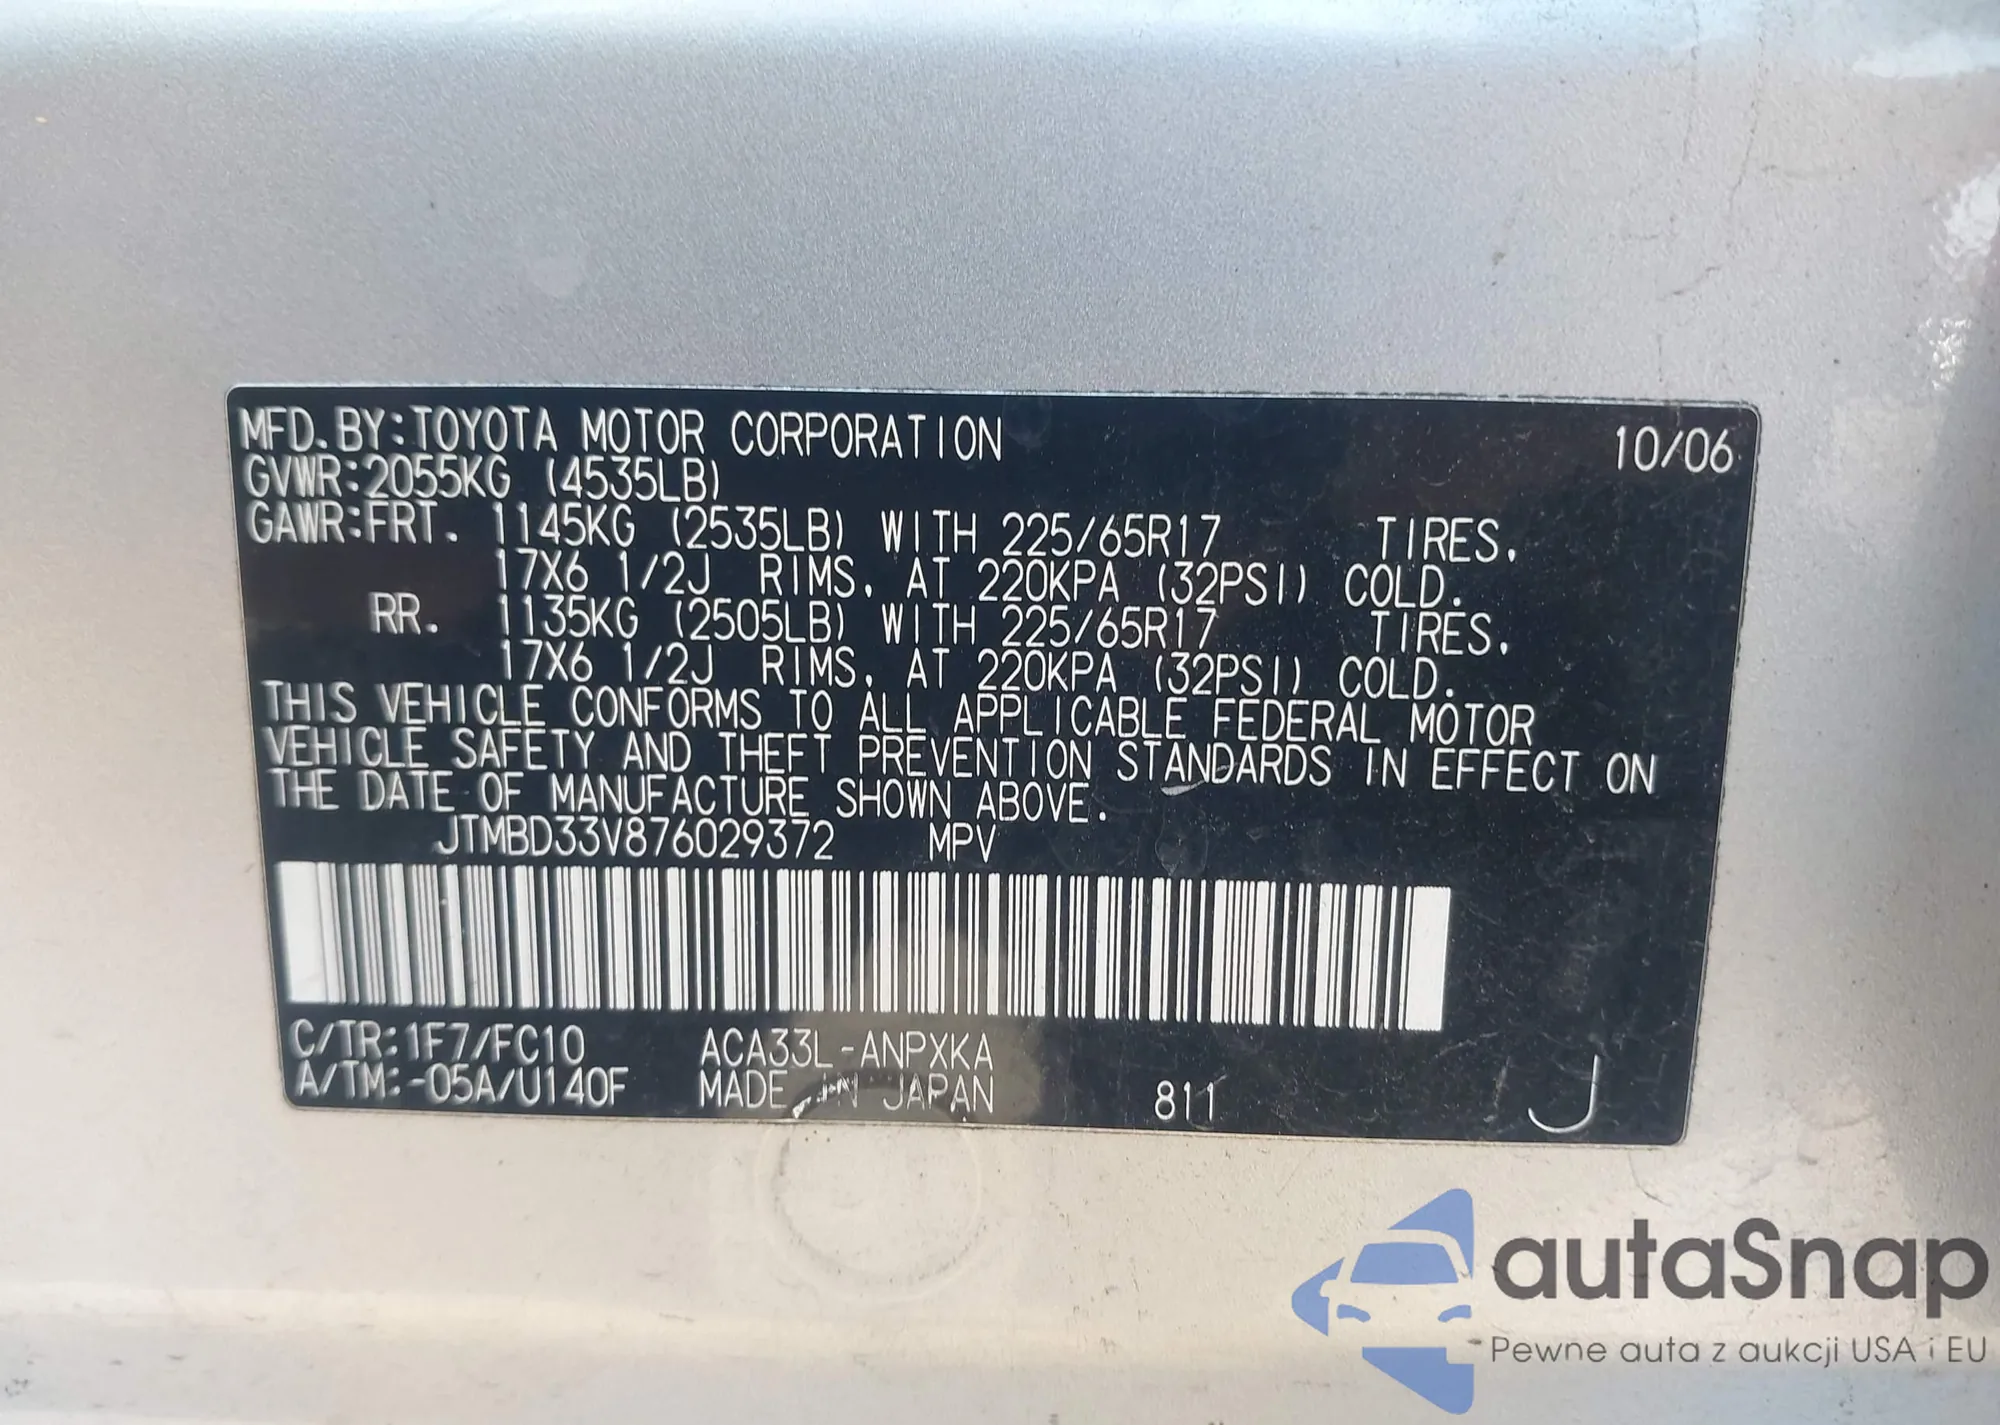 MFD. BY: TOYOTA MOTOR CORPORATION 10/06
GVWR: 2055KG (4535LB)
GAWR: FRT. 1145KG (2535LB) WITH 225/65R17 TIRES,
17X6 1/2J RIMS, AT 220KPA (32PSI) COLD.
RR. 1135KG (2505LB) WITH 225/65R17 TIRES,
17X6 1/2J RIMS, AT 220KPA (32PSI) COLD.
THIS VEHICLE CONFORMS TO ALL APPLICABLE FEDERAL MOTOR
VEHICLE SAFETY AND THEFT PREVENTION STANDARDS IN EFFECT ON
THE DATE OF MANUFACTURE SHOWN ABOVE.
JTMBD33V876029372 MPV
C/TR: 1F7/FC10 ACA33L-ANPXKA
A/TM: -05A/U140F MADE IN JAPAN 811 J
autoSnap
Pewne auta z aukcji USA i EU